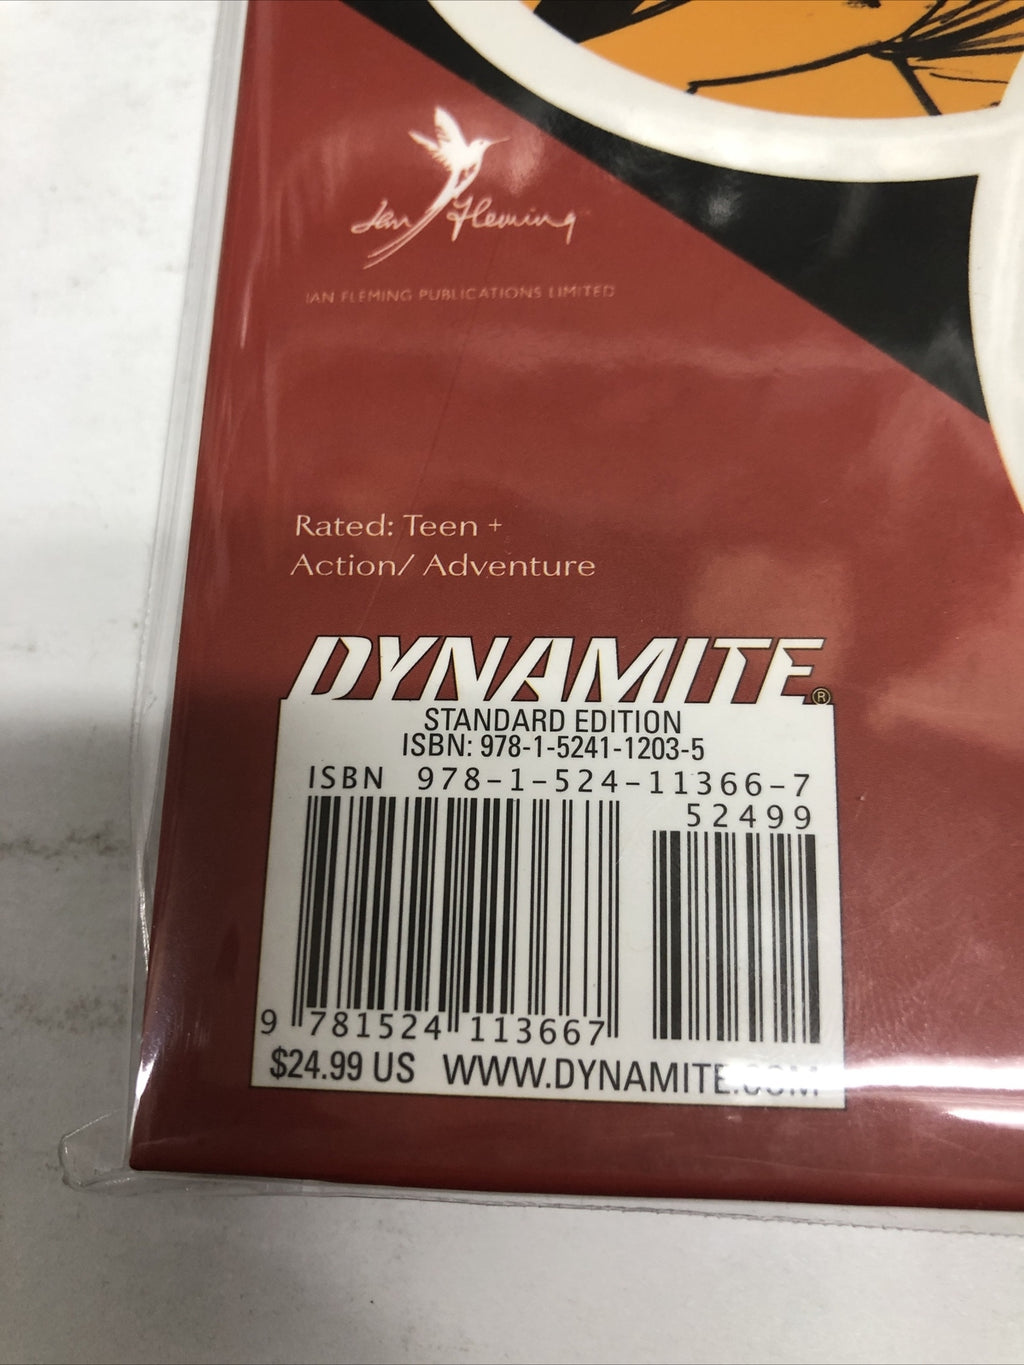 Ian Fleming
IAN FLEMING PUBLICATIONS LIMITED
Rated: Teen +
Action/ Adventure
DYNAMITE®
STANDARD EDITION
ISBN: 978-1-5241-1203-5
ISBN 978-1-524-11366-7
52499
9 781524 113667
$24.99 US WWW.DYNAMITE.COM